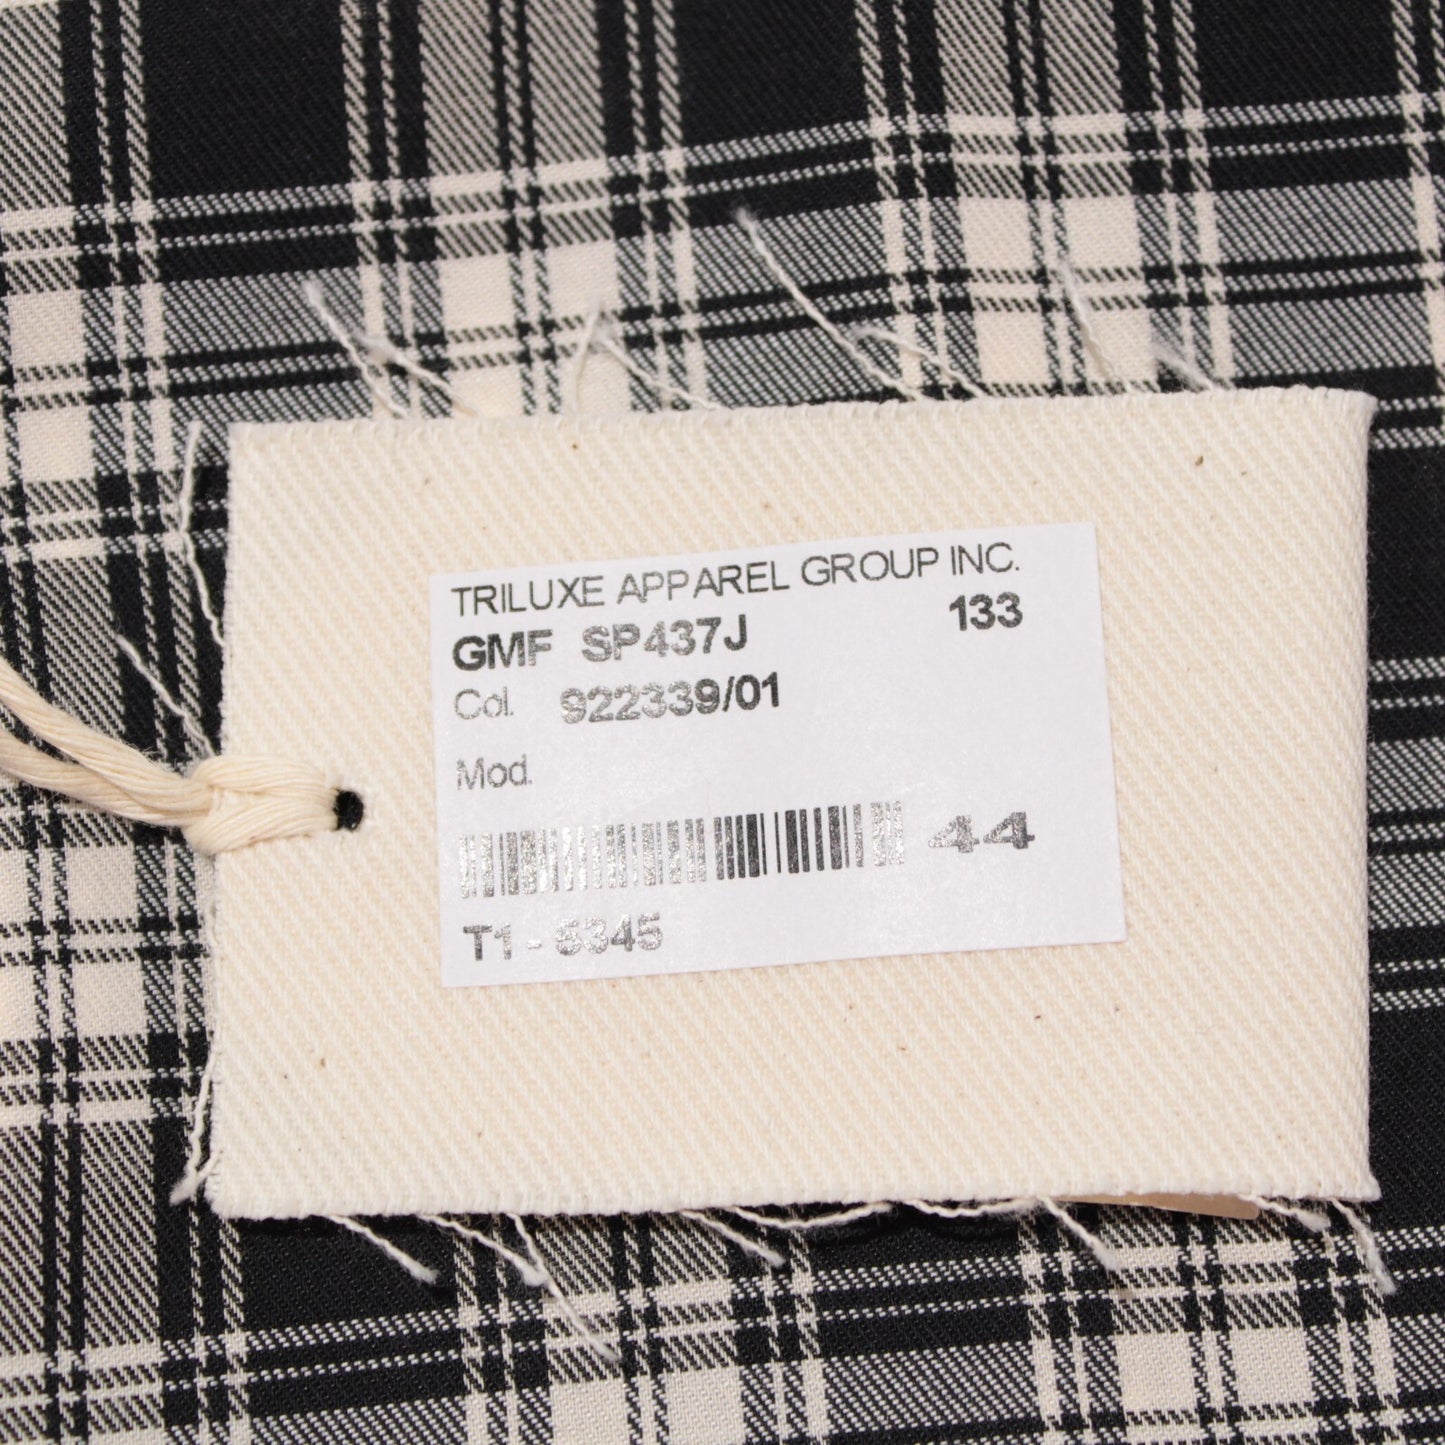 TRILUXE APPAREL GROUP INC.
GMF SP437J 133
Col. 922339/01
Mod.
44
T1 - 5345